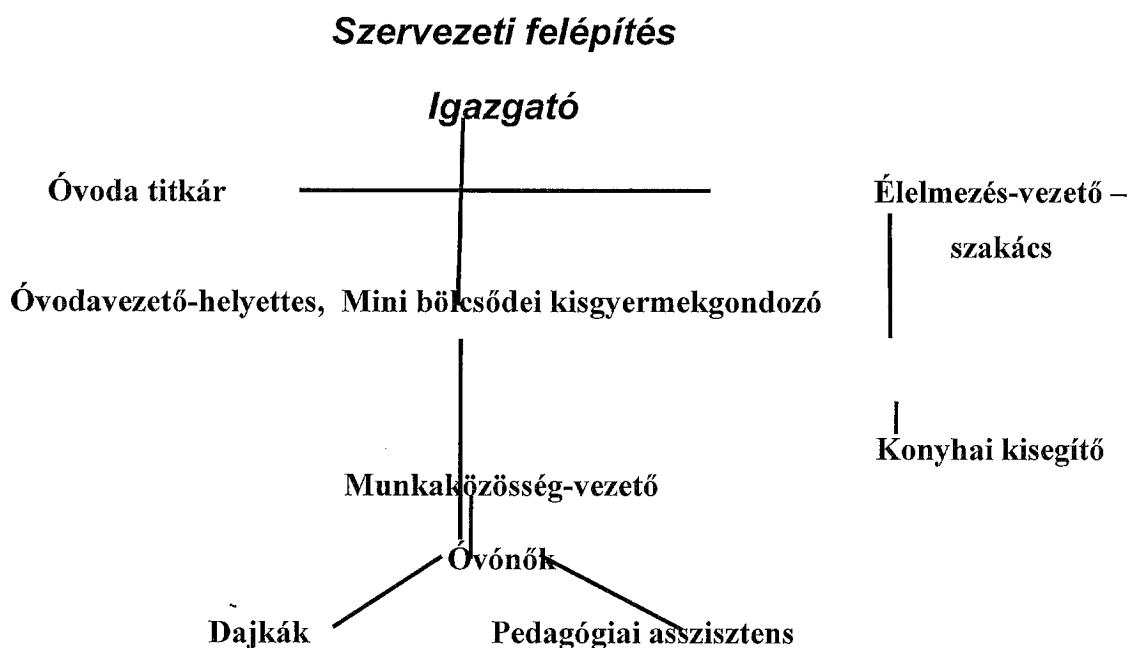 Szervezeti felépítés
Igazgató
Óvoda titkár
Élelmezés-vezető –
szakács
Óvodavezető-helyettes, Mini bölcsődei kisgyermekgondozó
Konyhai kisegítő
Munkaközösség-vezető
Óvónők
Dajkák
Pedagógiai asszisztens